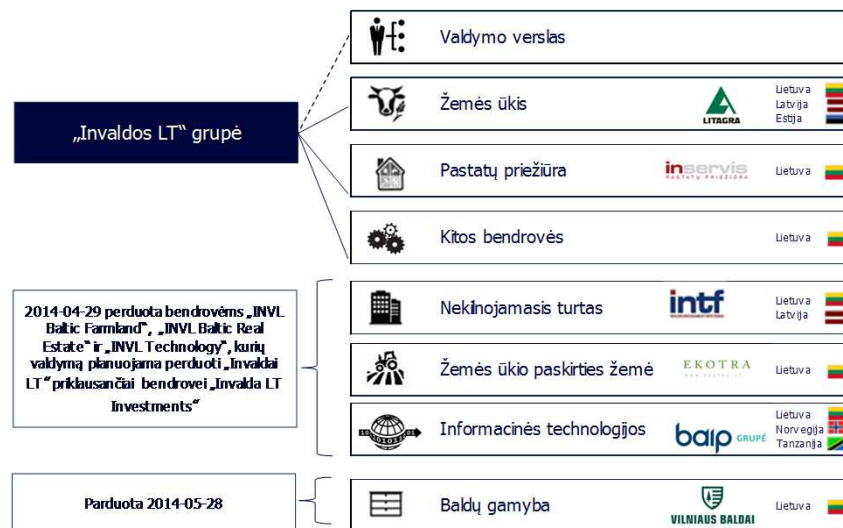 Valdymo verslas
„Invaldos LT“ grupė
Žemės ūkis
LITAGRA
Lietuva
Latvija
Estija
Pastatų priežiūra
inservis
PASTATŲ PRIEŽIŪRA
Lietuva
Kitos bendrovės
Lietuva
2014-04-29 perduota bendrovėms „INVL
Baltic Farmland“, „INVL Baltic Real
Estate“ ir „INVL Technology“, kurių
valdymą planuojama perduoti „Invaldai
LT“ priklausančiai bendrovei „Invalda LT
Investments“
Nekilnojamasis turtas
intf
Lietuva
Latvija
Žemės ūkio paskirties žemė
EKOTRA
Lietuva
Informacinės technologijos
baip GRUPĖ
Lietuva
Norvegija
Tanzanija
Parduota 2014-05-28
Baldų gamyba
VILNIAUS BALDAI
Lietuva